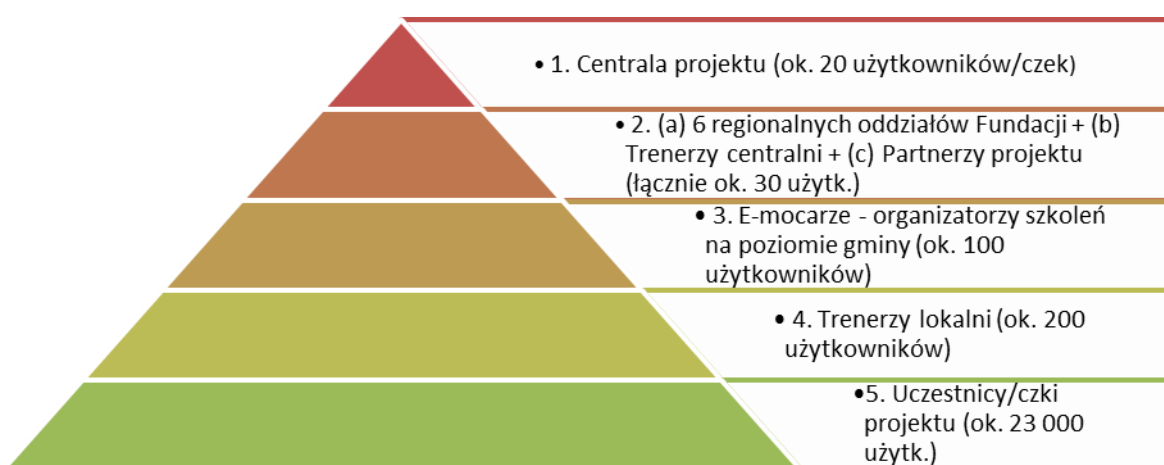 • 1. Centrala projektu (ok. 20 użytkowników/czek)
• 2. (a) 6 regionalnych oddziałów Fundacji + (b)
Trenerzy centralni + (c) Partnerzy projektu
(łącznie ok. 30 użytk.)
• 3. E-mocarze - organizatorzy szkoleń
na poziomie gminy (ok. 100
użytkowników)
• 4. Trenerzy lokalni (ok. 200
użytkowników)
•5. Uczestnicy/czki
projektu (ok. 23 000
użytk.)